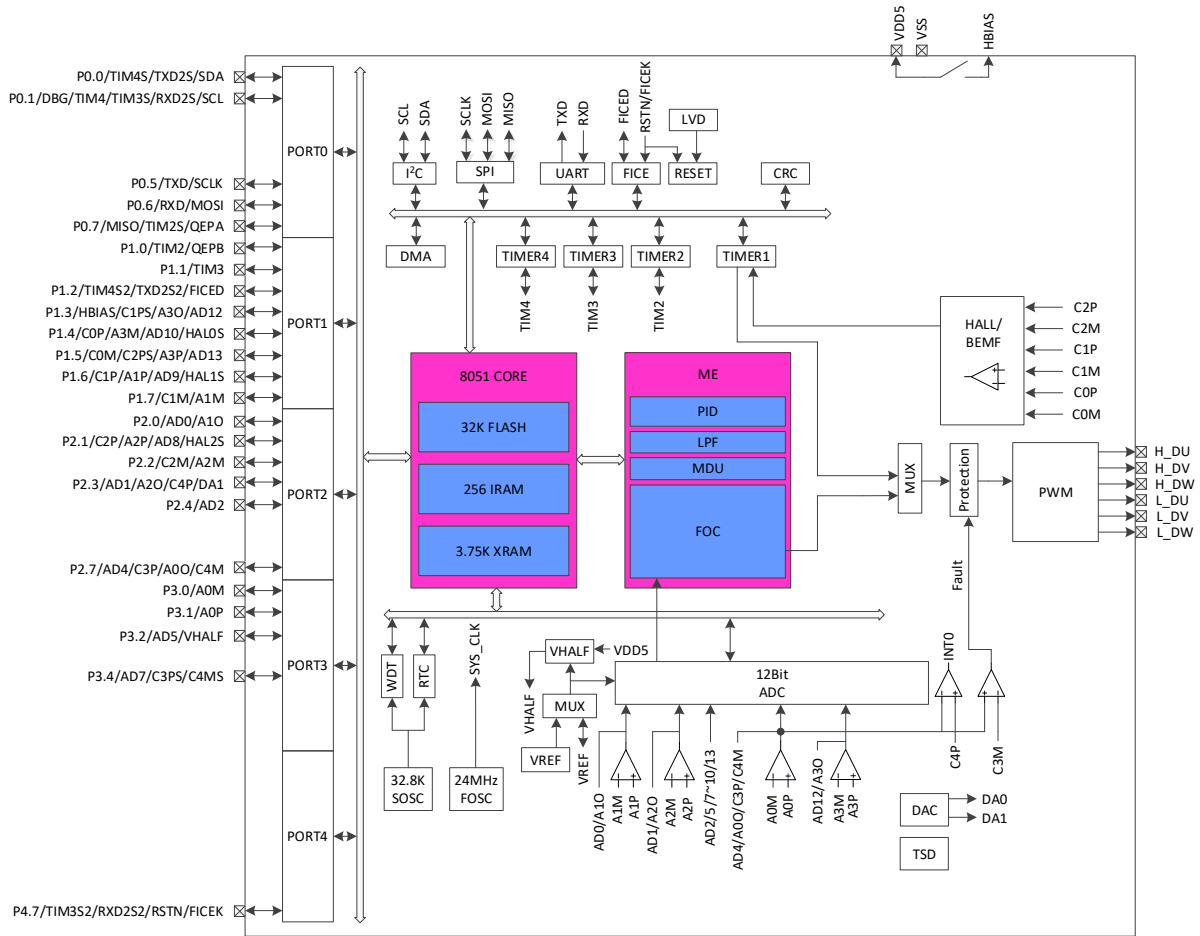 VDD5
VSS
HBIAS
P0.0/TIM4S/TXD2S/SDA
P0.1/DBG/TIM4/TIM3S/RXD2S/SCL
P0.5/TXD/SCLK
P0.6/RXD/MOSI
P0.7/MISO/TIM2S/QEPA
P1.0/TIM2/QEPB
P1.1/TIM3
P1.2/TIM4S2/TXD2S2/FICED
P1.3/HBIAS/C1PS/A3O/AD12
P1.4/C0P/A3M/AD10/HAL0S
P1.5/C0M/C2PS/A3P/AD13
P1.6/C1P/A1P/AD9/HAL1S
P1.7/C1M/A1M
P2.0/AD0/A1O
P2.1/C2P/A2P/AD8/HAL2S
P2.2/C2M/A2M
P2.3/AD1/A2O/C4P/DA1
P2.4/AD2
P2.7/AD4/C3P/A0O/C4M
P3.0/A0M
P3.1/A0P
P3.2/AD5/VHALF
P3.4/AD7/C3PS/C4MS
P4.7/TIM3S2/RXD2S2/RSTN/FICEK
PORT0
PORT1
PORT2
PORT3
PORT4
SCL
SDA
SCLK
MOSI
MISO
TXD
RXD
FICED
RSTN/FICEK
LVD
I²C
SPI
UART
FICE
RESET
CRC
DMA
TIMER4
TIMER3
TIMER2
TIMER1
TIM4
TIM3
TIM2
8051 CORE
32K FLASH
256 IRAM
3.75K XRAM
ME
PID
LPF
MDU
FOC
HALL/
BEMF
C2P
C2M
C1P
C1M
C0P
C0M
MUX
Protection
PWM
H_DU
H_DV
H_DW
L_DU
L_DV
L_DW
Fault
WDT
RTC
SYS_CLK
32.8K
SOSC
24MHz
FOSC
VHALF
VDD5
VHALF
MUX
VREF
VREF
12Bit
ADC
INT0
AD0/A1O
A1M
A1P
AD1/A2O
A2M
A2P
AD2/5/7~10/13
AD4/A0O/C3P/C4M
A0M
A0P
AD12/A3O
A3M
A3P
C4P
C3M
DAC
DA0
DA1
TSD